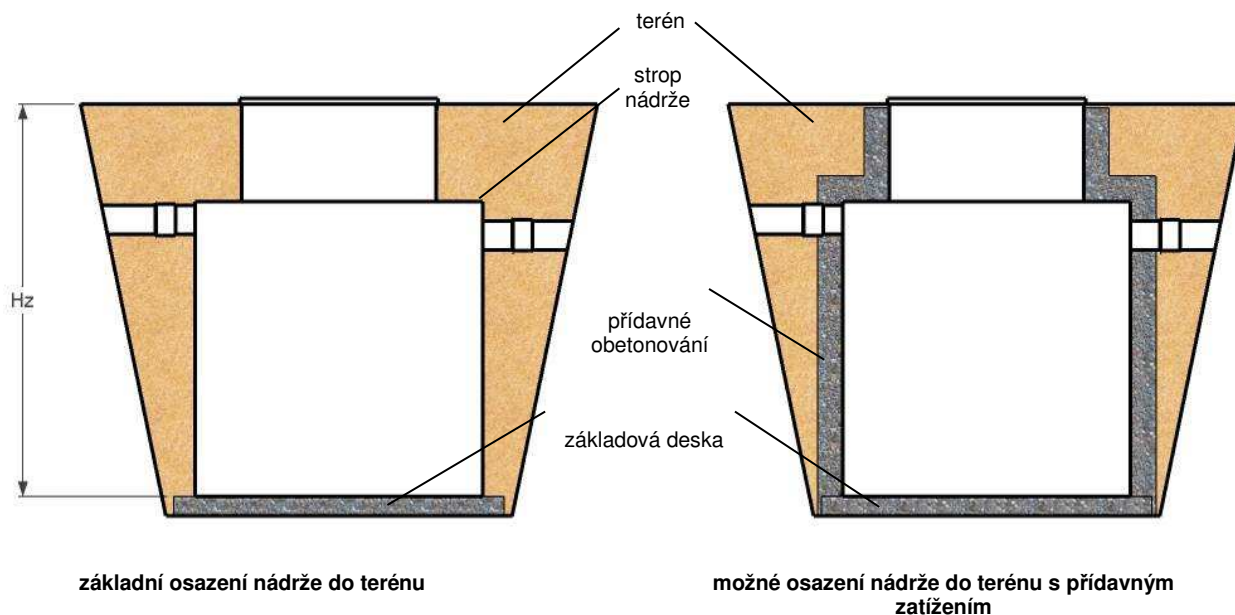 terén
strop
nádrže
Hz
přídavné
obetonování
základová deska
základní osazení nádrže do terénu
možné osazení nádrže do terénu s přídavným
zatížením